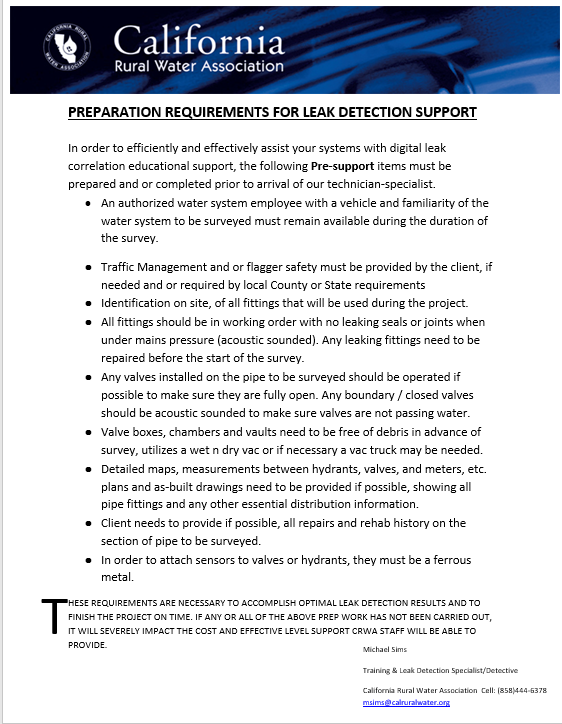 California
Rural Water Association
PREPARATION REQUIREMENTS FOR LEAK DETECTION SUPPORT
In order to efficiently and effectively assist your systems with digital leak
correlation educational support, the following Pre-support items must be
prepared and or completed prior to arrival of our technician-specialist.
● An authorized water system employee with a vehicle and familiarity of the
water system to be surveyed must remain available during the duration of
the survey.
● Traffic Management and or flagger safety must be provided by the client, if
needed and or required by local County or State requirements
● Identification on site, of all fittings that will be used during the project.
● All fittings should be in working order with no leaking seals or joints when
under mains pressure (acoustic sounded). Any leaking fittings need to be
repaired before the start of the survey.
● Any valves installed on the pipe to be surveyed should be operated if
possible to make sure they are fully open. Any boundary / closed valves
should be acoustic sounded to make sure valves are not passing water.
● Valve boxes, chambers and vaults need to be free of debris in advance of
survey, utilizes a wet n dry vac or if necessary a vac truck may be needed.
● Detailed maps, measurements between hydrants, valves, and meters, etc.
plans and as-built drawings need to be provided if possible, showing all
pipe fittings and any other essential distribution information.
● Client needs to provide if possible, all repairs and rehab history on the
section of pipe to be surveyed.
● In order to attach sensors to valves or hydrants, they must be a ferrous
metal.
THESE REQUIREMENTS ARE NECESSARY TO ACCOMPLISH OPTIMAL LEAK DETECTION RESULTS AND TO
FINISH THE PROJECT ON TIME. IF ANY OR ALL OF THE ABOVE PREP WORK HAS NOT BEEN CARRIED OUT,
IT WILL SEVERELY IMPACT THE COST AND EFFECTIVE LEVEL SUPPORT CRWA STAFF WILL BE ABLE TO
PROVIDE.
Michael Sims
Training & Leak Detection Specialist/Detective
California Rural Water Association Cell: (858)444-6378
msims@calruralwater.org